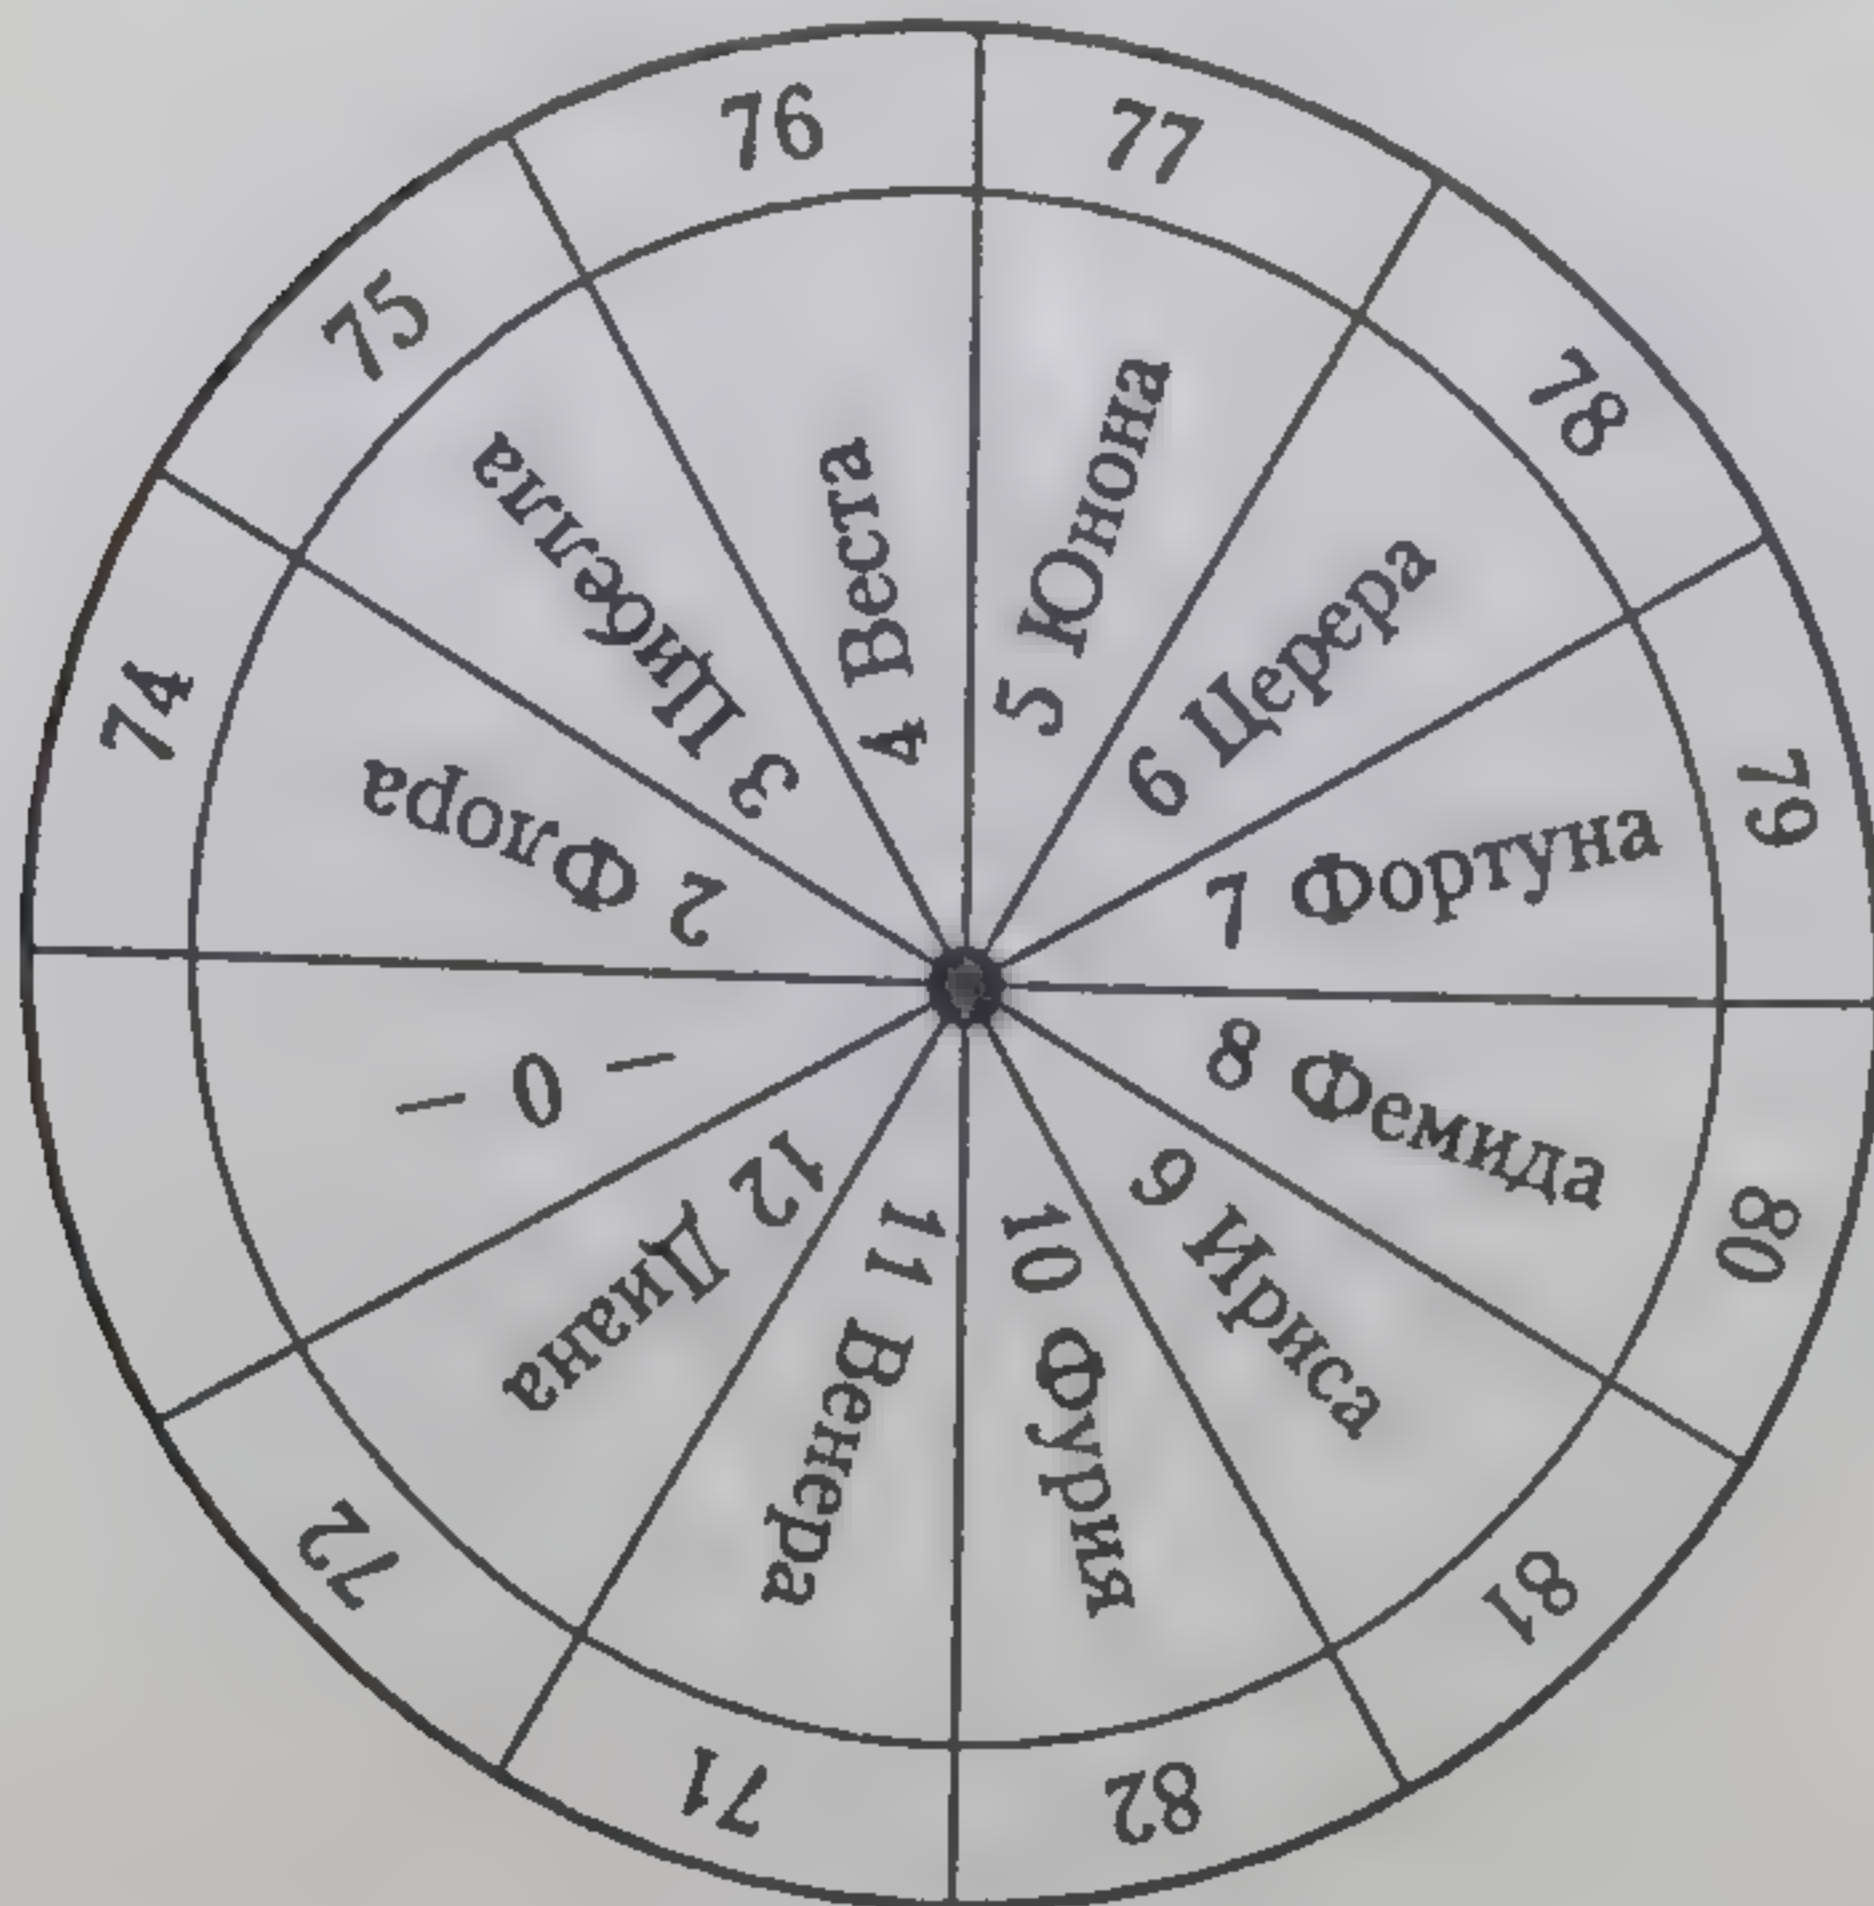 76
77
75
78
74
79
80
72
81
71
82
— 0 —
2 Флора
3 Цибелла
4 Веста
5 Юнона
6 Церера
7 Фортуна
8 Фемида
9 Ириса
10 Фурия
11 Венера
12 Диана